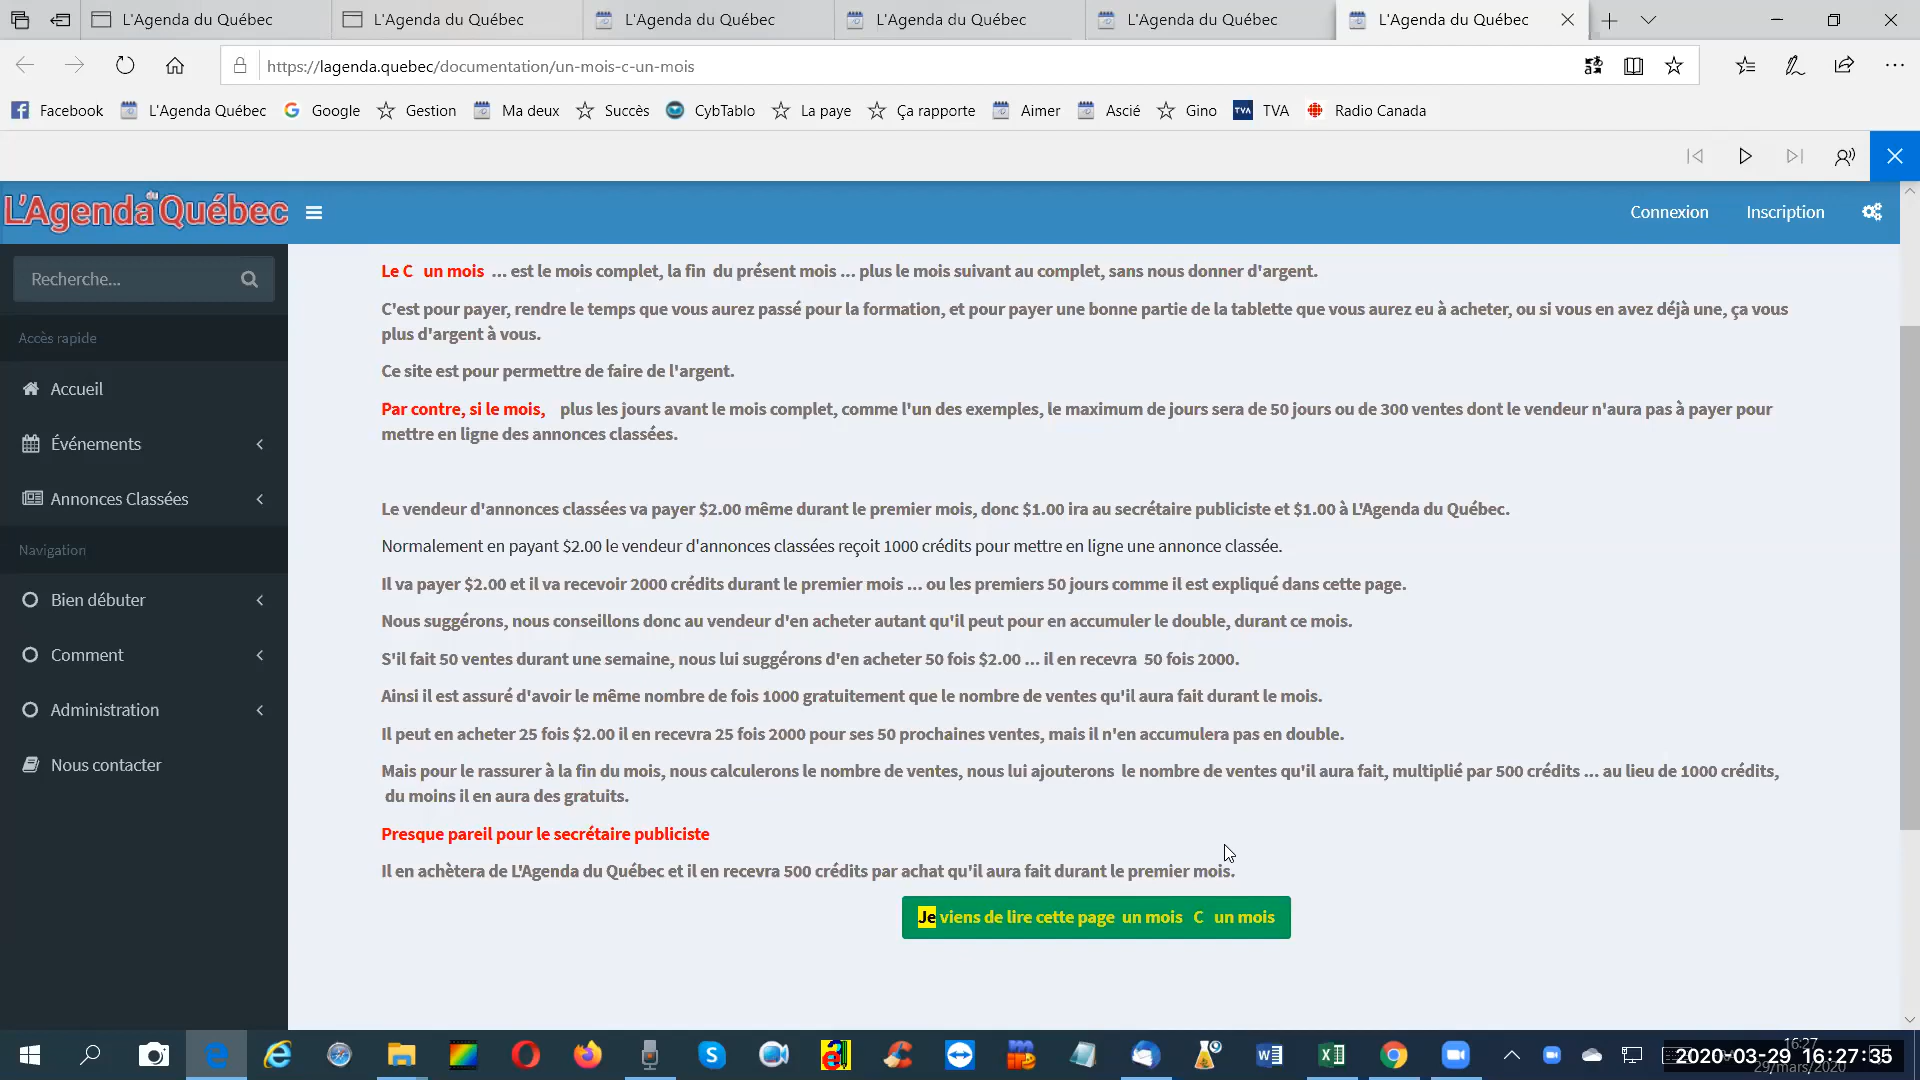 L'Agenda du Québec
L'Agenda du Québec
L'Agenda du Québec
L'Agenda du Québec
L'Agenda du Québec
L'Agenda du Québec
https://lagenda.quebec/documentation/un-mois-c-un-mois
Facebook
L'Agenda Québec
Google
Gestion
Ma deux
Succès
CybTablo
La paye
Ça rapporte
Aimer
Ascié
Gino
TVA
Radio Canada
L'Agenda du Québec
Connexion
Inscription
Recherche...
Accès rapide
Accueil
Événements
Annonces Classées
Navigation
Bien débuter
Comment
Administration
Nous contacter
Le C un mois ... est le mois complet, la fin du présent mois ... plus le mois suivant au complet, sans nous donner d'argent.
C'est pour payer, rendre le temps que vous aurez passé pour la formation, et pour payer une bonne partie de la tablette que vous aurez eu à acheter, ou si vous en avez déjà une, ça vous
plus d'argent à vous.
Ce site est pour permettre de faire de l'argent.
Par contre, si le mois, plus les jours avant le mois complet, comme l'un des exemples, le maximum de jours sera de 50 jours ou de 300 ventes dont le vendeur n'aura pas à payer pour
mettre en ligne des annonces classées.
Le vendeur d'annonces classées va payer $2.00 même durant le premier mois, donc $1.00 ira au secrétaire publiciste et $1.00 à L'Agenda du Québec.
Normalement en payant $2.00 le vendeur d'annonces classées reçoit 1000 crédits pour mettre en ligne une annonce classée.
Il va payer $2.00 et il va recevoir 2000 crédits durant le premier mois ... ou les premiers 50 jours comme il est expliqué dans cette page.
Nous suggérons, nous conseillons donc au vendeur d'en acheter autant qu'il peut pour en accumuler le double, durant ce mois.
S'il fait 50 ventes durant une semaine, nous lui suggérons d'en acheter 50 fois $2.00 ... il en recevra 50 fois 2000.
Ainsi il est assuré d'avoir le même nombre de fois 1000 gratuitement que le nombre de ventes qu'il aura fait durant le mois.
Il peut en acheter 25 fois $2.00 il en recevra 25 fois 2000 pour ses 50 prochaines ventes, mais il n'en accumulera pas en double.
Mais pour le rassurer à la fin du mois, nous calculerons le nombre de ventes, nous lui ajouterons le nombre de ventes qu'il aura fait, multiplié par 500 crédits ... au lieu de 1000 crédits,
du moins il en aura des gratuits.
Presque pareil pour le secrétaire publiciste
Il en achètera de L'Agenda du Québec et il en recevra 500 crédits par achat qu'il aura fait durant le premier mois.
Je viens de lire cette page un mois C un mois
16:27
2020-03-29 16:27:35
29/mars/2020